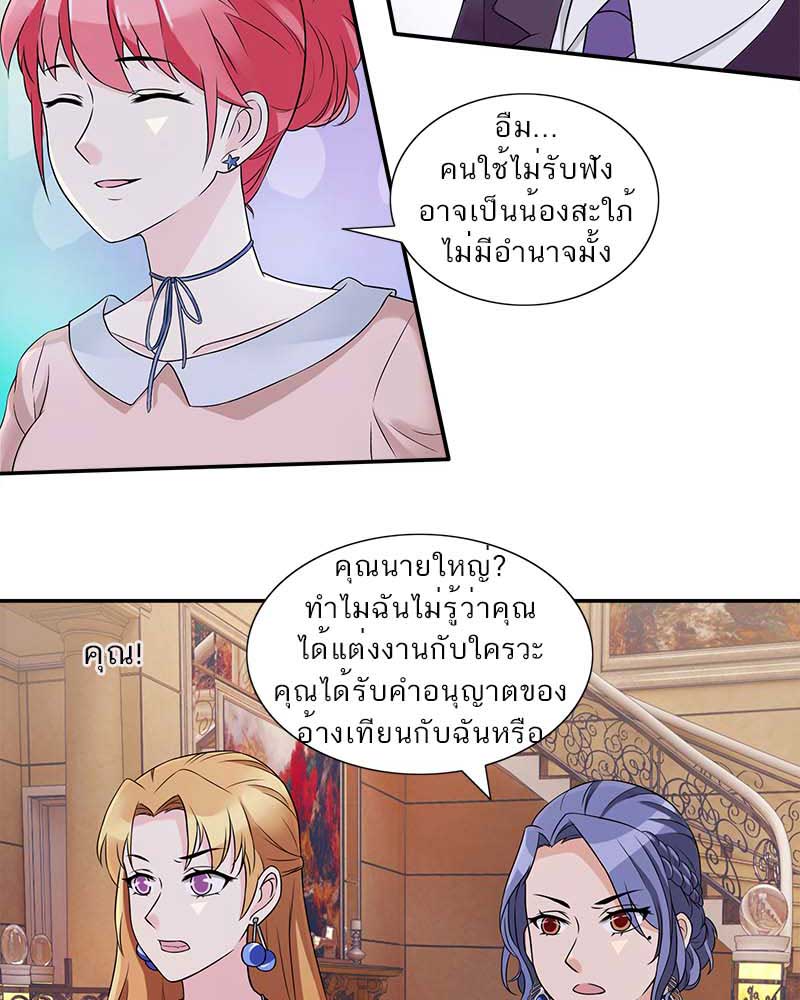 อืม...
คนใช้ไม่รับฟัง
อาจเป็นน้องสะใภ้
ไม่มีอำนาจมั้ง
คุณนายใหญ่?
ทำไมฉันไม่รู้ว่าคุณ
ได้แต่งงานกับใครวะ
คุณได้รับคำอนุญาตของ
อ้างเทียนกับฉันหรือ
คุณ!